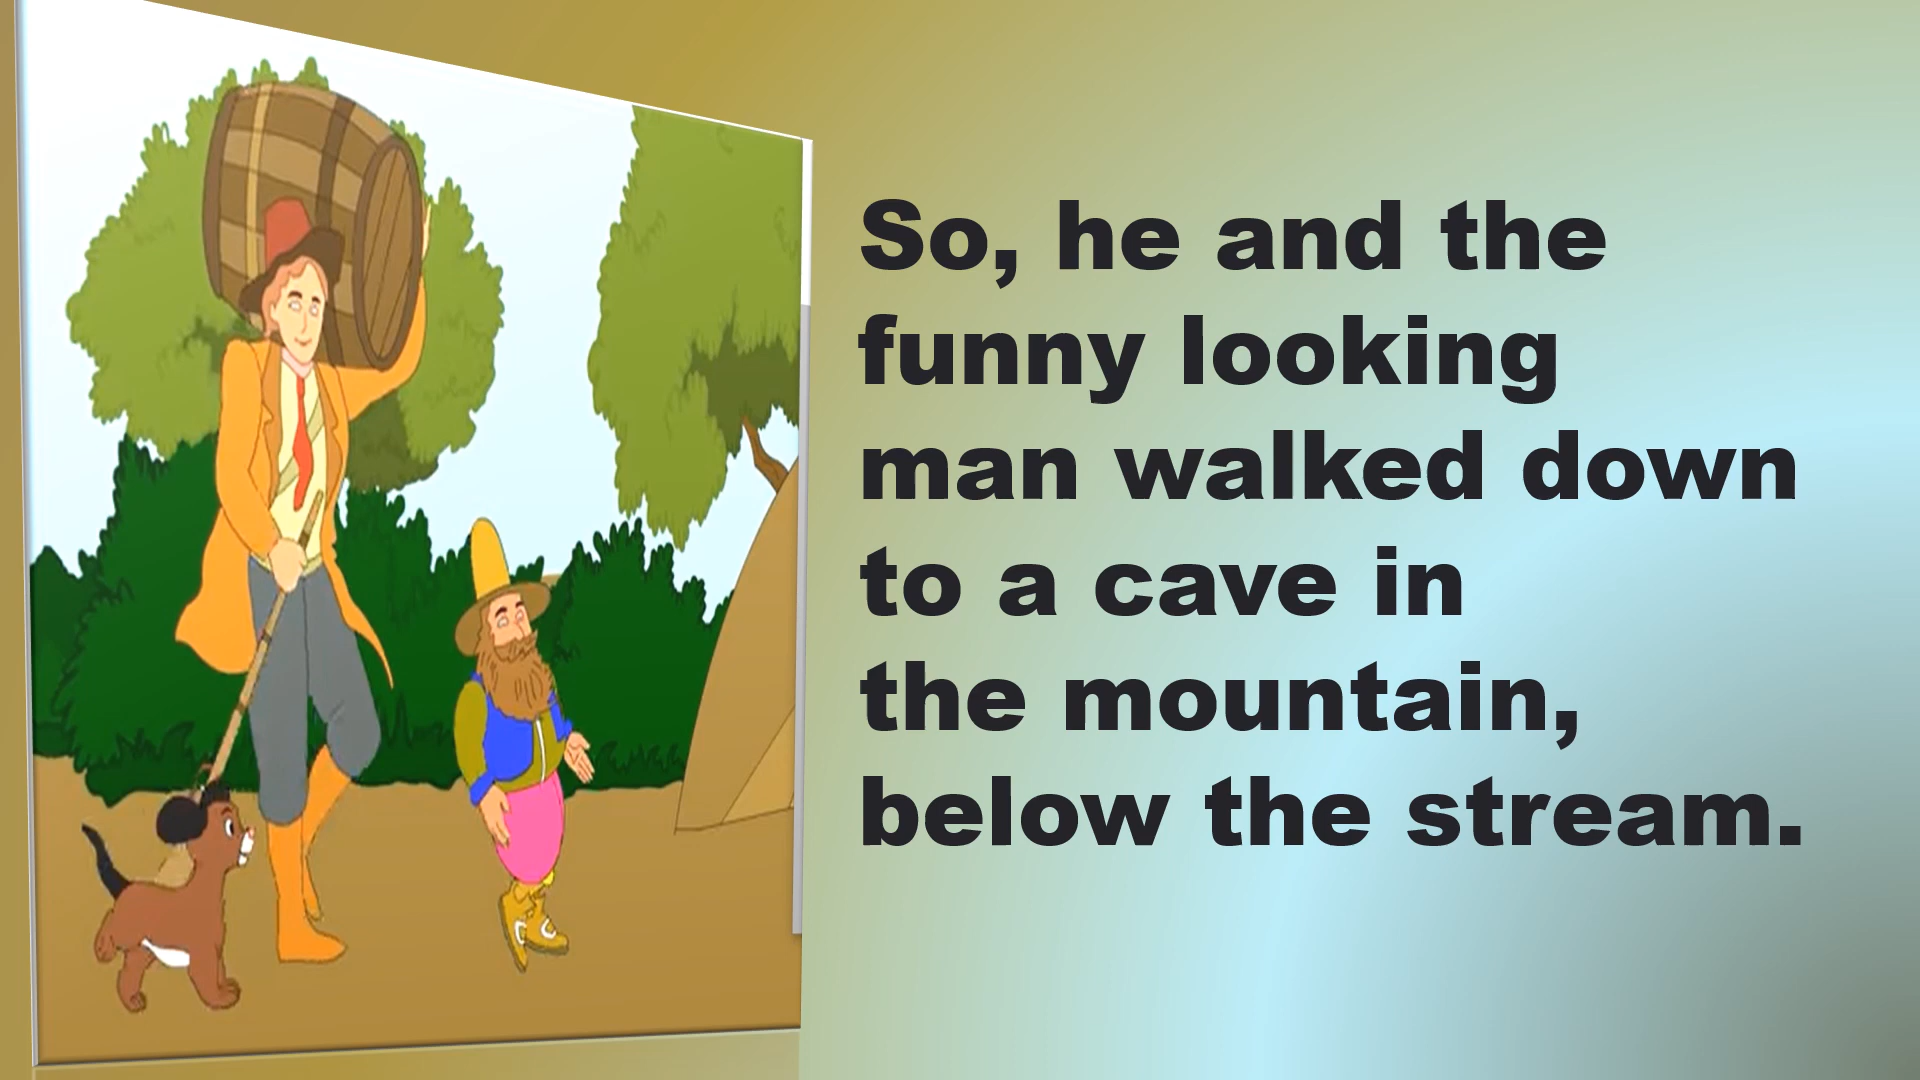 So, he and the
funny looking
man walked down
to a cave in
the mountain,
below the stream.